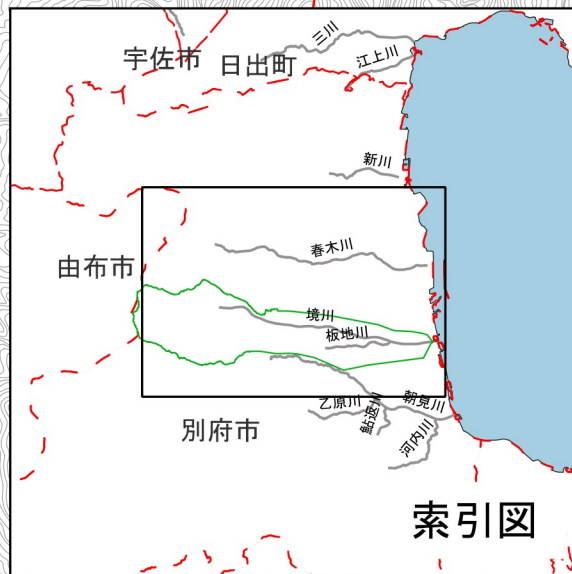 三川
宇佐市
日出町
江上川
新川
春木川
由布市
境川
板地川
乙原川
鮎返川
朝見川
別府市
河内川
索引図